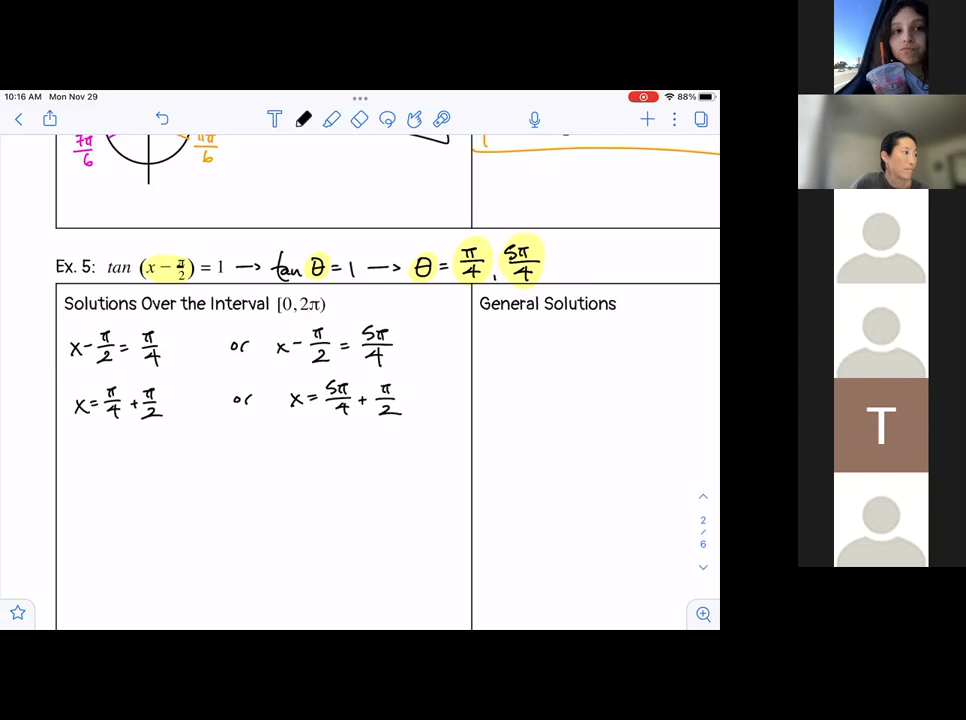 10:16 AM Mon Nov 29
88%
7π/6
11π/6
Ex. 5: tan (x − π/2) = 1 → tan θ = 1 → θ = π/4, 5π/4
Solutions Over the Interval [0, 2π)
General Solutions
x − π/2 = π/4 or x − π/2 = 5π/4
x = π/4 + π/2 or x = 5π/4 + π/2
2/6
T